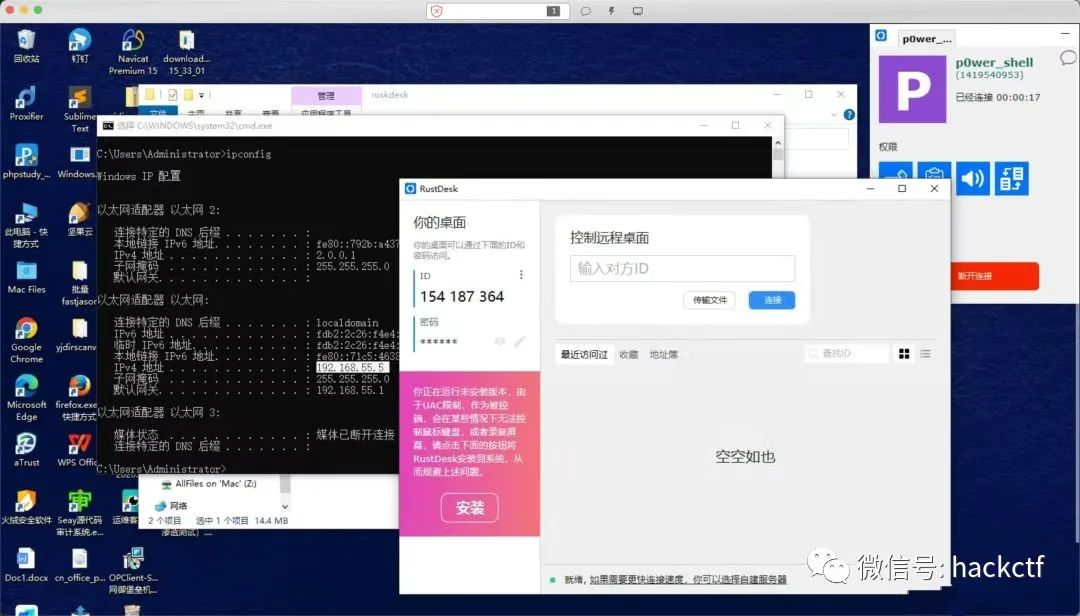 1
回收站
钉钉
Navicat
Premium 15
download...
15_33_01
Proxifier
Sublime
Text
phpstudy_...
Windows...
此电脑 - 快
捷方式
坚果云
Mac Files
批量
fastjason
Google
Chrome
yjdirscanv
Microsoft
Edge
firefox.exe
快捷方式
aTrust
WPS Offic
火绒安全软件
Seay源代码
审计系统.e...
运维客
Doc1.docx
cn_office_p...
OPClient-S...
网御堡垒机...
管理
ruskdesk
文件
主页
共享
查看
应用程序工具
选择 C:\WINDOWS\system32\cmd.exe
C:\Users\Administrator>ipconfig
Windows IP 配置
以太网适配器 以太网 2:
连接特定的 DNS 后缀 . . . . . . . :
本地链接 IPv6 地址. . . . . . . . : fe80::792b:a437
IPv4 地址 . . . . . . . . . . . . : 2.0.0.1
子网掩码 . . . . . . . . . . . . : 255.255.255.0
默认网关. . . . . . . . . . . . . :
以太网适配器 以太网:
连接特定的 DNS 后缀 . . . . . . . : localdomain
IPv6 地址 . . . . . . . . . . . . : fdb2:2c26:f4e4:
临时 IPv6 地址. . . . . . . . . . : fdb2:2c26:f4e4:
本地链接 IPv6 地址. . . . . . . . : fe80::71c5:4638
IPv4 地址 . . . . . . . . . . . . : 192.168.55.5
子网掩码 . . . . . . . . . . . . : 255.255.255.0
默认网关. . . . . . . . . . . . . : 192.168.55.1
以太网适配器 以太网 3:
媒体状态 . . . . . . . . . . . . : 媒体已断开连接
连接特定的 DNS 后缀 . . . . . . . :
C:\Users\Administrator>
AllFiles on 'Mac' (Z:)
网络
2 个项目 选中 1 个项目 14.4 MB
渗透测试) ....
p0wer_...
P
p0wer_shell
(1419540953)
已经连接 00:00:17
权限
断开连接
RustDesk
你的桌面
你的桌面可以通过下面的ID和
密码访问。
ID
154 187 364
密码
******
你正在运行未安装版本，由
于UAC限制，作为被控
端，会在某些情况下无法控
制鼠标键盘，或者录制屏
幕，请点击下面的按钮将
RustDesk安装到系统，从
而规避上述问题。
安装
控制远程桌面
输入对方ID
传输文件
连接
最近访问过
收藏
地址簿
查找ID
空空如也
就绪，如果需要更快连接速度，你可以选择自建服务器
微信号: hackctf